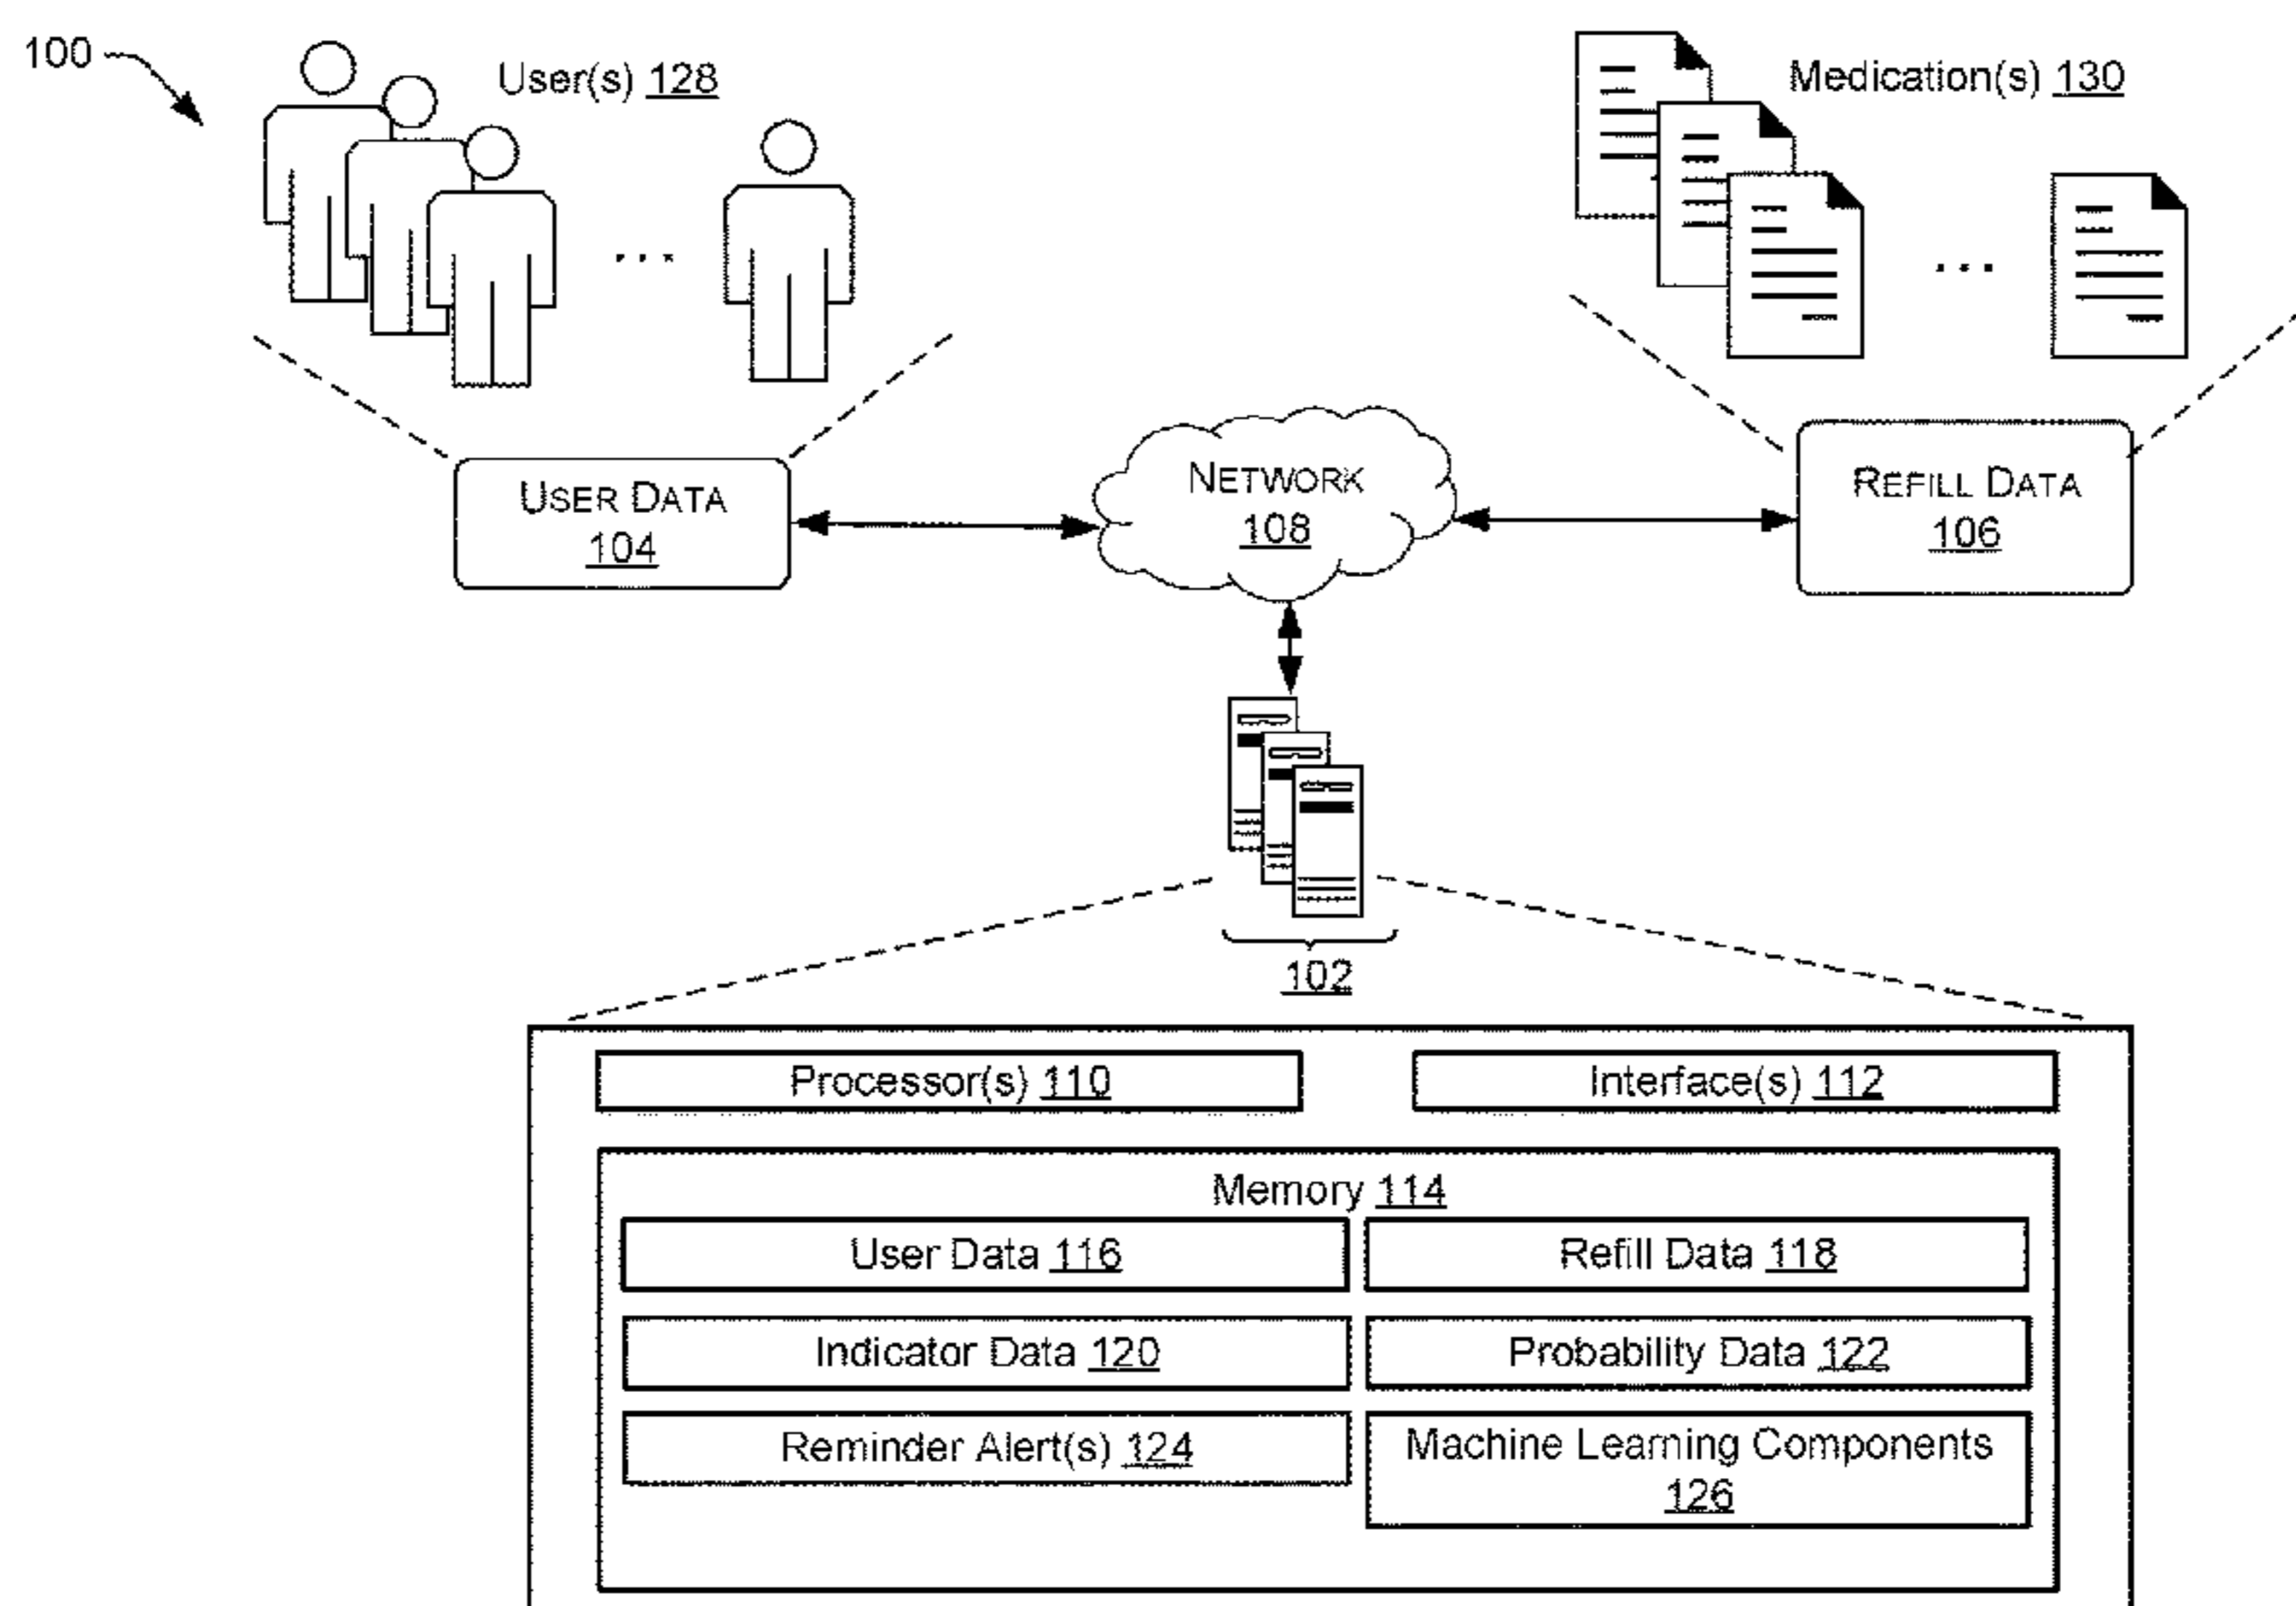 100
User(s) 128
Medication(s) 130
USER DATA
104
NETWORK
108
REFILL DATA
106
102
Processor(s) 110
Interface(s) 112
Memory 114
User Data 116
Refill Data 118
Indicator Data 120
Probability Data 122
Reminder Alert(s) 124
Machine Learning Components
126